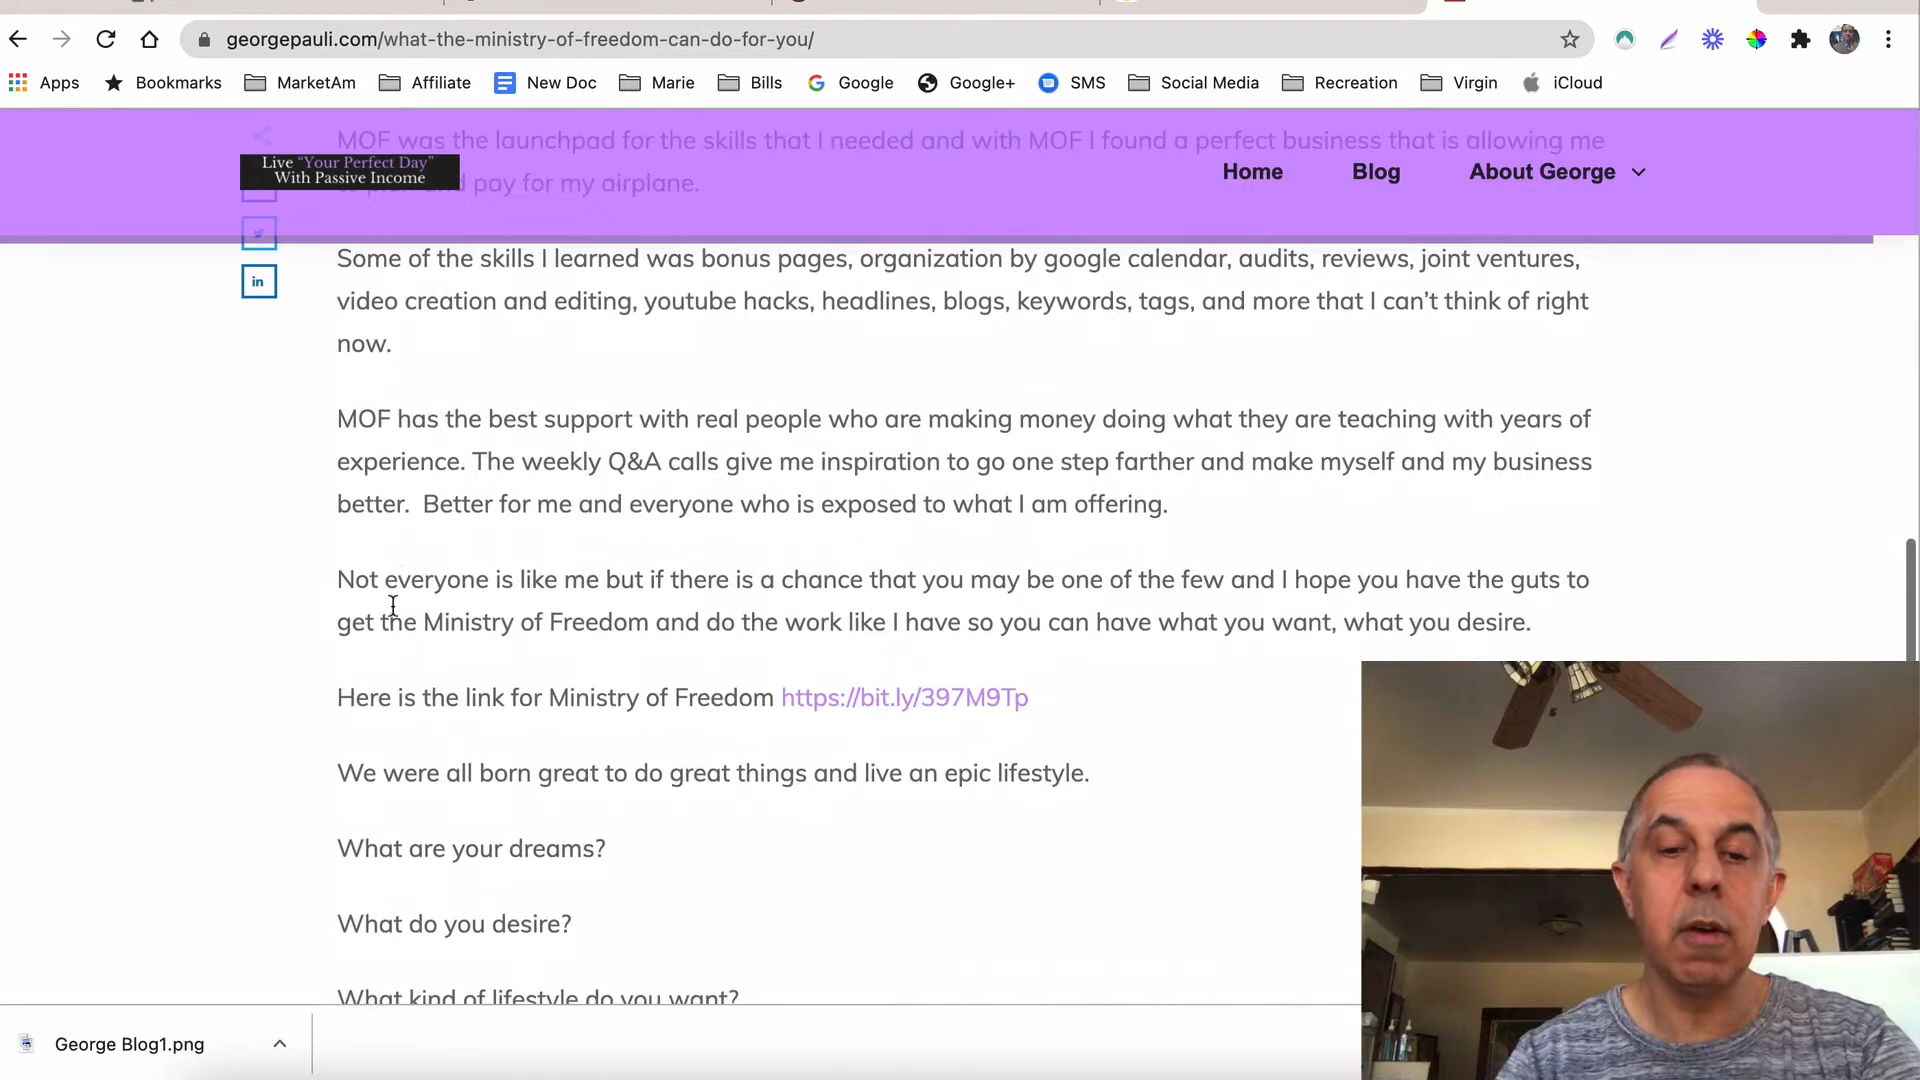 georgepauli.com/what-the-ministry-of-freedom-can-do-for-you/
Apps Bookmarks MarketAm Affiliate New Doc Marie Bills Google Google+ SMS Social Media Recreation Virgin iCloud
MOF was the launchpad for the skills that I needed and with MOF I found a perfect business that is allowing me
pay for my airplane.
Live “Your Perfect Day”
With Passive Income
Home Blog About George
Some of the skills I learned was bonus pages, organization by google calendar, audits, reviews, joint ventures,
video creation and editing, youtube hacks, headlines, blogs, keywords, tags, and more that I can’t think of right
now.
in
MOF has the best support with real people who are making money doing what they are teaching with years of
experience. The weekly Q&A calls give me inspiration to go one step farther and make myself and my business
better.  Better for me and everyone who is exposed to what I am offering.
Not everyone is like me but if there is a chance that you may be one of the few and I hope you have the guts to
get the Ministry of Freedom and do the work like I have so you can have what you want, what you desire.
Here is the link for Ministry of Freedom https://bit.ly/397M9Tp
We were all born great to do great things and live an epic lifestyle.
What are your dreams?
What do you desire?
What kind of lifestyle do you want?
George Blog1.png